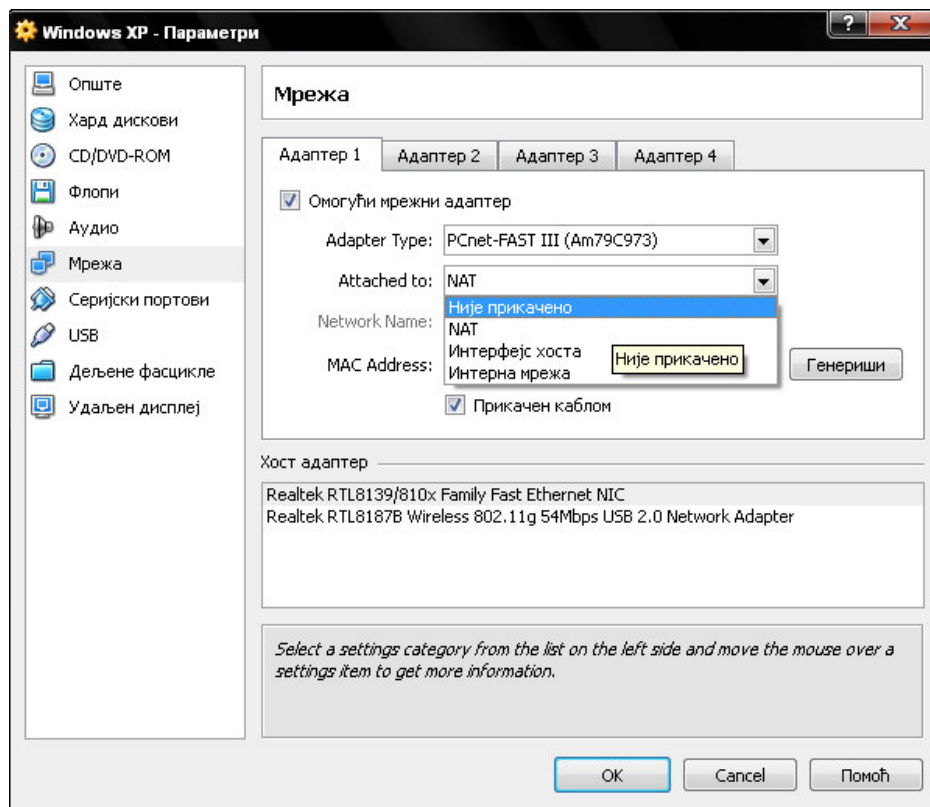 Windows XP - Параметри
?
X
Опште
Хард дискови
CD/DVD-ROM
Флопи
Аудио
Мрежа
Серијски портови
USB
Дељене фасцикле
Удаљен дисплеј
Мрежа
Адаптер 1
Адаптер 2
Адаптер 3
Адаптер 4
Омогући мрежни адаптер
Adapter Type: PCnet-FAST III (Am79C973)
Attached to: NAT
Није прикачено
Network Name:
NAT
Интерфејс хоста
Није прикачено
MAC Address:
Интерна мрежа
Генериши
Прикачен каблом
Хост адаптер
Realtek RTL8139/810x Family Fast Ethernet NIC
Realtek RTL8187B Wireless 802.11g 54Mbps USB 2.0 Network Adapter
Select a settings category from the list on the left side and move the mouse over a
settings item to get more information.
OK
Cancel
Помоћ